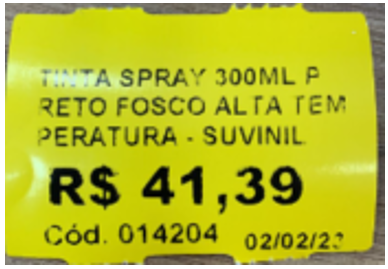 TINTA SPRAY 300ML P
RETO FOSCO ALTA TEM
PERATURA - SUVINIL
R$ 41,39
Cód. 014204